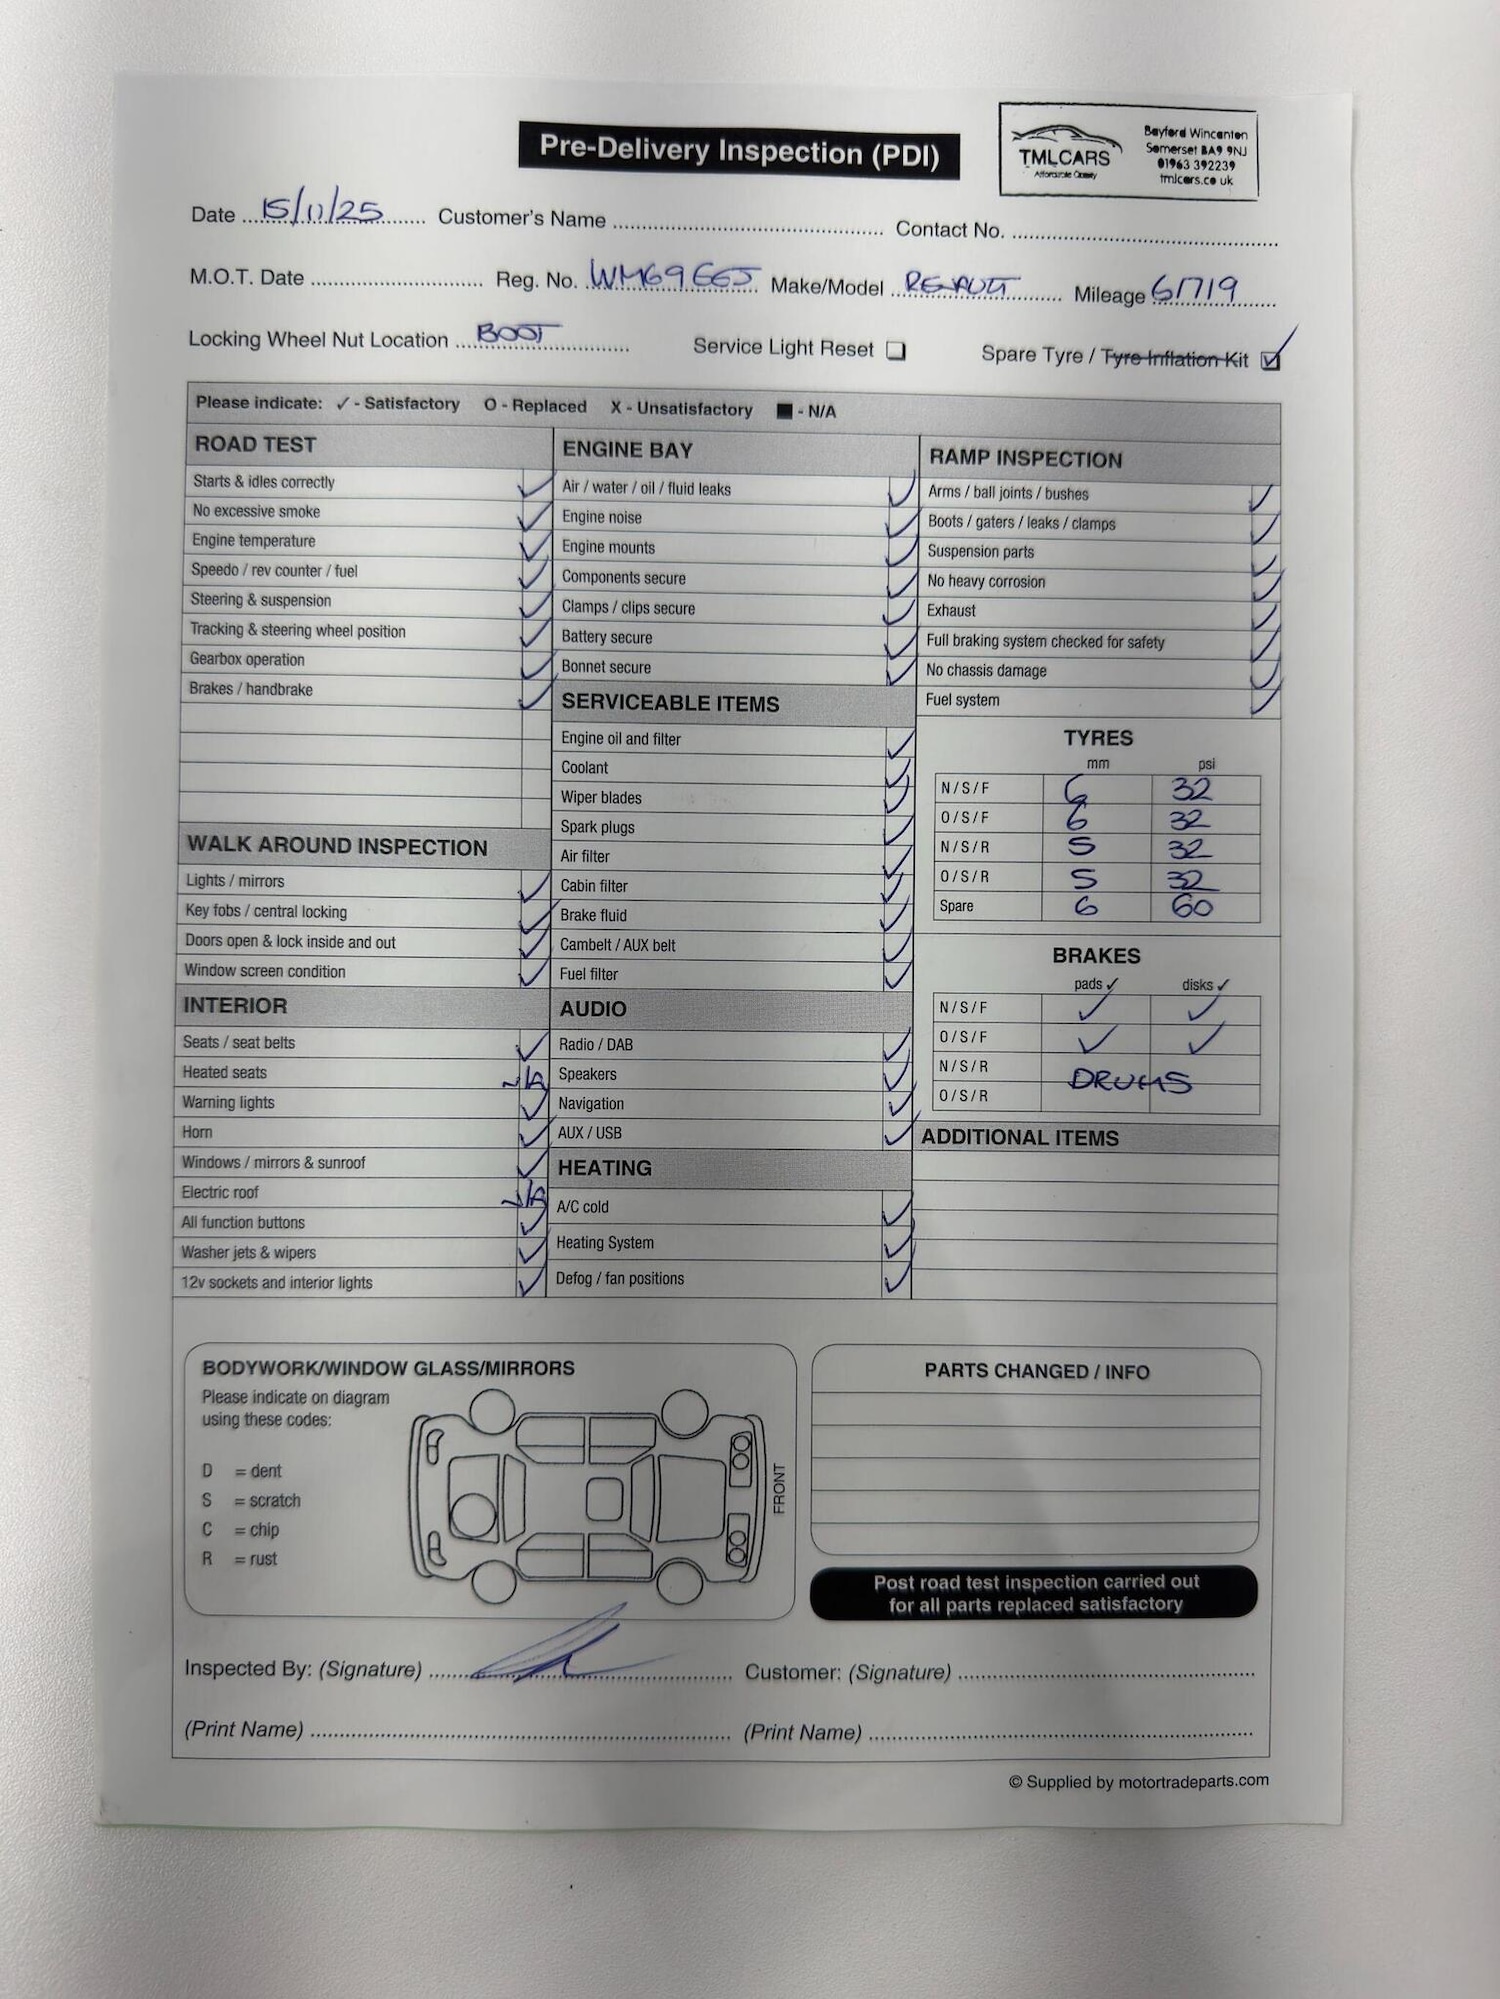 Pre-Delivery Inspection (PDI)
TMLCARS
Affordable Quality
Bayford Wincanton
Somerset BA9 9NJ
01963 392239
tmlcars.co.uk
Date 15/11/25 Customer's Name Contact No.
M.O.T. Date Reg. No. Make/Model RENAULT Mileage 61719
Locking Wheel Nut Location BOOT Service Light Reset Spare Tyre / Tyre Inflation Kit ✓
Please indicate: ✓ - Satisfactory O - Replaced X - Unsatisfactory ■ - N/A
ROAD TEST
Starts & idles correctly ✓
No excessive smoke ✓
Engine temperature ✓
Speedo / rev counter / fuel ✓
Steering & suspension ✓
Tracking & steering wheel position ✓
Gearbox operation ✓
Brakes / handbrake ✓
WALK AROUND INSPECTION
Lights / mirrors ✓
Key fobs / central locking ✓
Doors open & lock inside and out ✓
Window screen condition ✓
INTERIOR
Seats / seat belts ✓
Heated seats N/A
Warning lights ✓
Horn ✓
Windows / mirrors & sunroof ✓
Electric roof N/A
All function buttons ✓
Washer jets & wipers ✓
12v sockets and interior lights ✓
ENGINE BAY
Air / water / oil / fluid leaks ✓
Engine noise ✓
Engine mounts ✓
Components secure ✓
Clamps / clips secure ✓
Battery secure ✓
Bonnet secure ✓
SERVICEABLE ITEMS
Engine oil and filter ✓
Coolant ✓
Wiper blades ✓
Spark plugs ✓
Air filter ✓
Cabin filter ✓
Brake fluid ✓
Cambelt / AUX belt ✓
Fuel filter ✓
AUDIO
Radio / DAB ✓
Speakers ✓
Navigation ✓
AUX / USB ✓
HEATING
A/C cold ✓
Heating System ✓
Defog / fan positions ✓
RAMP INSPECTION
Arms / ball joints / bushes ✓
Boots / gaters / leaks / clamps ✓
Suspension parts ✓
No heavy corrosion ✓
Exhaust ✓
Full braking system checked for safety ✓
No chassis damage ✓
Fuel system ✓
TYRES
mm psi
N/S/F 6 32
O/S/F 6 32
N/S/R 5 32
O/S/R 5 32
Spare 6 60
BRAKES
pads ✓ disks ✓
N/S/F ✓ ✓
O/S/F ✓ ✓
N/S/R DRUMS
O/S/R
ADDITIONAL ITEMS
BODYWORK/WINDOW GLASS/MIRRORS
Please indicate on diagram
using these codes:
D = dent
S = scratch
C = chip
R = rust
FRONT
PARTS CHANGED / INFO
Post road test inspection carried out
for all parts replaced satisfactory
Inspected By: (Signature) Customer: (Signature)
(Print Name) (Print Name)
© Supplied by motortradeparts.com